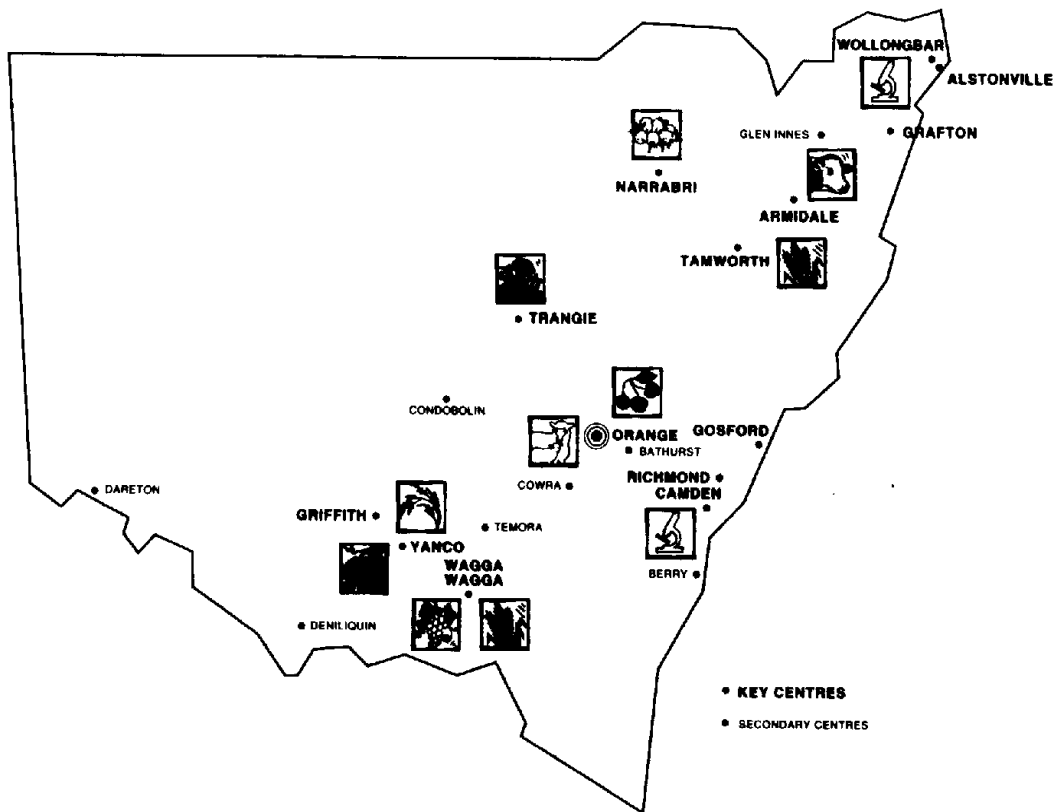 WOLLONGBAR
ALSTONVILLE
GLEN INNES
GRAFTON
NARRABRI
ARMIDALE
TAMWORTH
TRANGIE
CONDOBOLIN
ORANGE
GOSFORD
BATHURST
RICHMOND
COWRA
DARETON
CAMDEN
GRIFFITH
TEMORA
YANCO
WAGGA
WAGGA
BERRY
DENILIQUIN
KEY CENTRES
SECONDARY CENTRES